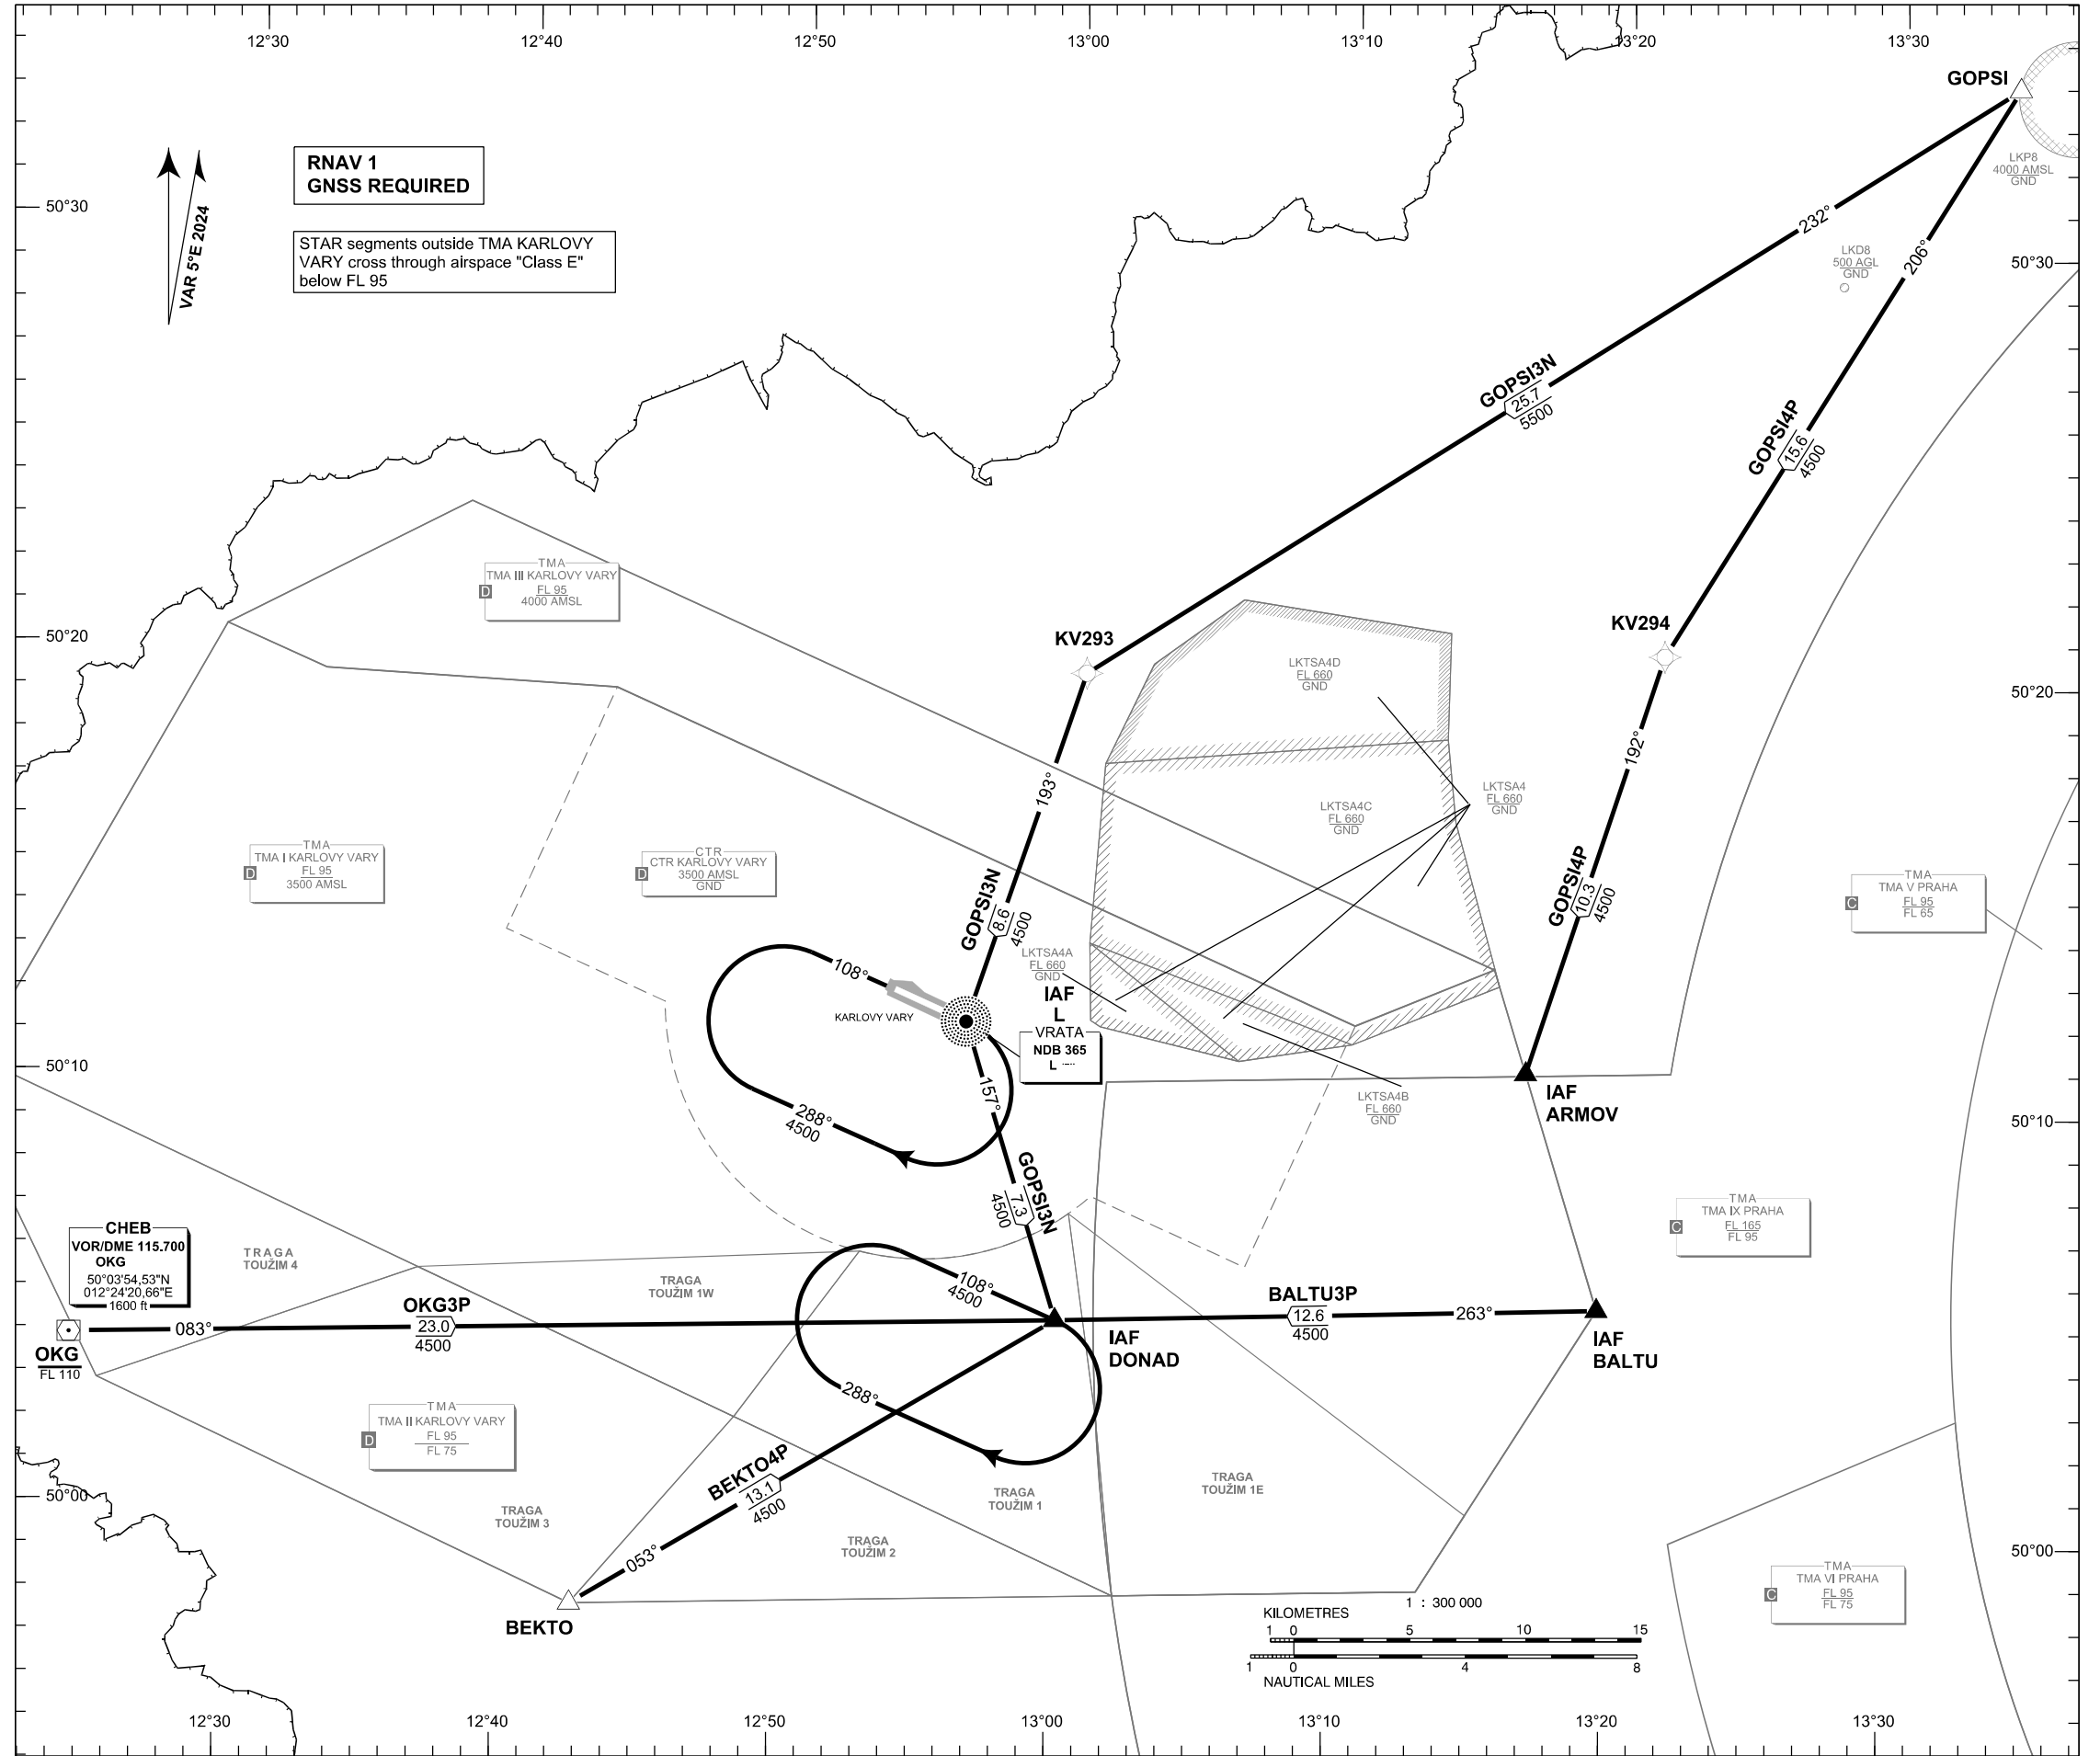 12°30
12°40
12°50
13°00
13°10
13°20
13°30
GOPSI
LKP8
4000 AMSL
GND
RNAV 1
GNSS REQUIRED
50°30
VAR 5°E 2024
STAR segments outside TMA KARLOVY
VARY cross through airspace "Class E"
below FL 95
232°
206°
LKD8
500 AGL
GND
50°30
GOPSI3N
25.7
5500
GOPSI4P
15.6
4500
TMA
TMA III KARLOVY VARY
FL 95
4000 AMSL
D
50°20
KV293
KV294
LKTSA4D
FL 660
GND
50°20
193°
192°
LKTSA4
FL 660
GND
LKTSA4C
FL 660
GND
TMA
TMA I KARLOVY VARY
FL 95
3500 AMSL
D
CTR
CTR KARLOVY VARY
3500 AMSL
GND
D
GOPSI3N
8.6
4500
GOPSI4P
10.3
4500
TMA
TMA V PRAHA
FL 95
FL 65
C
LKTSA4A
FL 660
GND
108°
KARLOVY VARY
IAF
L
VRATA
NDB 365
L
50°10
157°
288°
4500
LKTSA4B
FL 660
GND
IAF
ARMOV
50°10
GOPSI3N
7.3
4500
TMA
TMA IX PRAHA
FL 165
FL 95
C
CHEB
VOR/DME 115.700
OKG
50°03'54,53"N
012°24'20,66"E
1600 ft
TRAGA
TOUŽIM 4
TRAGA
TOUŽIM 1W
108°
4500
OKG3P
23.0
4500
083°
BALTU3P
12.6
4500
263°
OKG
FL 110
IAF
DONAD
IAF
BALTU
288°
TMA
TMA II KARLOVY VARY
FL 95
FL 75
D
BEKTO4P
13.1
4500
50°00
TRAGA
TOUŽIM 3
TRAGA
TOUŽIM 1
TRAGA
TOUŽIM 1E
TRAGA
TOUŽIM 2
053°
50°00
TMA
TMA VI PRAHA
FL 95
FL 75
C
BEKTO
1 : 300 000
KILOMETRES
1 0 5 10 15
1 0 4 8
NAUTICAL MILES
12°30
12°40
12°50
13°00
13°10
13°20
13°30